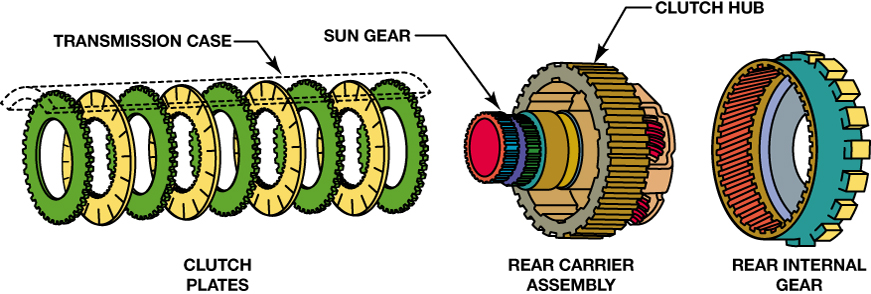 CLUTCH HUB
TRANSMISSION CASE
SUN GEAR
CLUTCH
PLATES
REAR CARRIER
ASSEMBLY
REAR INTERNAL
GEAR